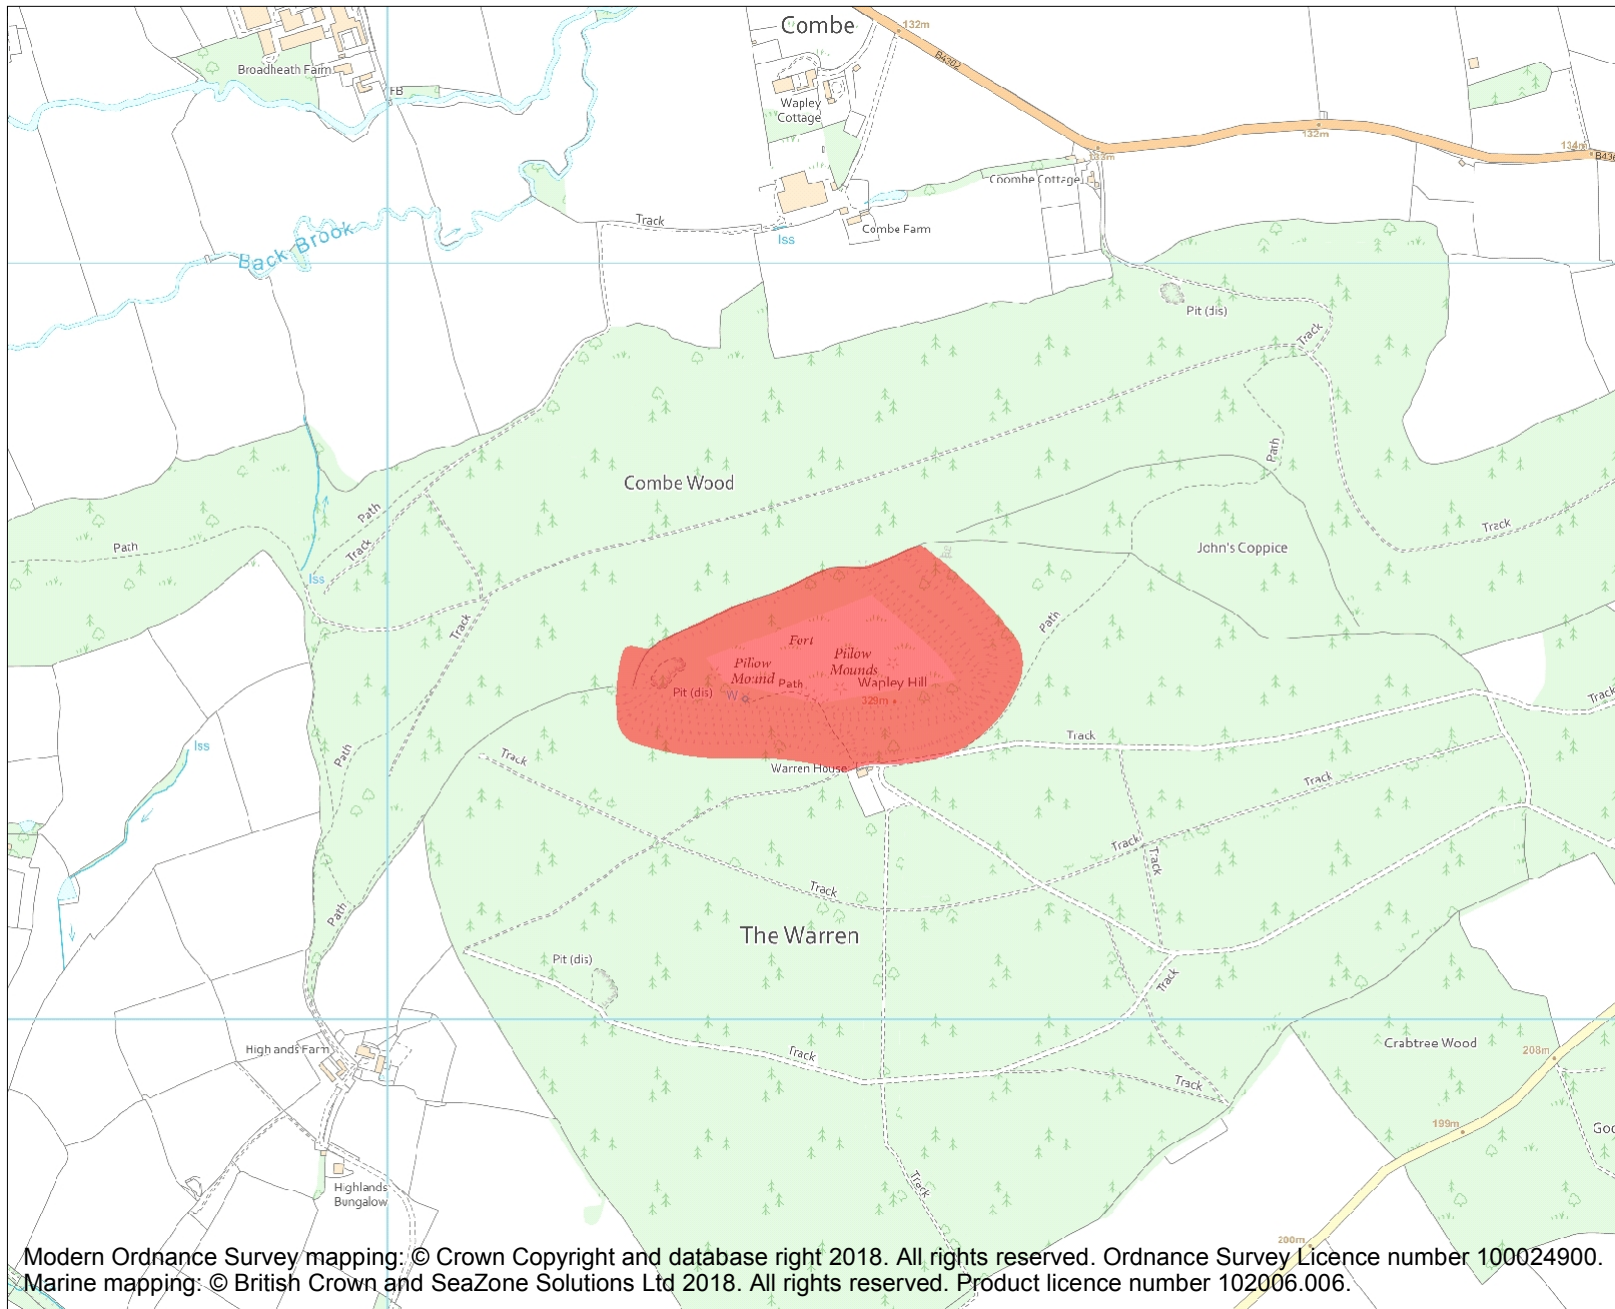 Combe
132m
B4362
Broadheath Farm
FB
Wapley
Cottage
132m
134m
133m
Coombe Cottage
Track
Combe Farm
Iss
Back Brook
Pit (dis)
Track
Path
Combe Wood
Path
Track
Path
Track
John's Coppice
Iss
Path
Track
Fort
Pillow
Mounds
Pillow
Mound
Path
Wapley Hill
Pit (dis)
W
329m
Track
Track
Iss
Path
Track
Warren House
Track
Track
Track
Track
Path
The Warren
Pit (dis)
Track
Track
Crabtree Wood
208m
Highlands Farm
Track
199m
Highlands
Bungalow
Track
200m
Modern Ordnance Survey mapping: © Crown Copyright and database right 2018. All rights reserved. Ordnance Survey Licence number 100024900.
Marine mapping: © British Crown and SeaZone Solutions Ltd 2018. All rights reserved. Product licence number 102006.006.